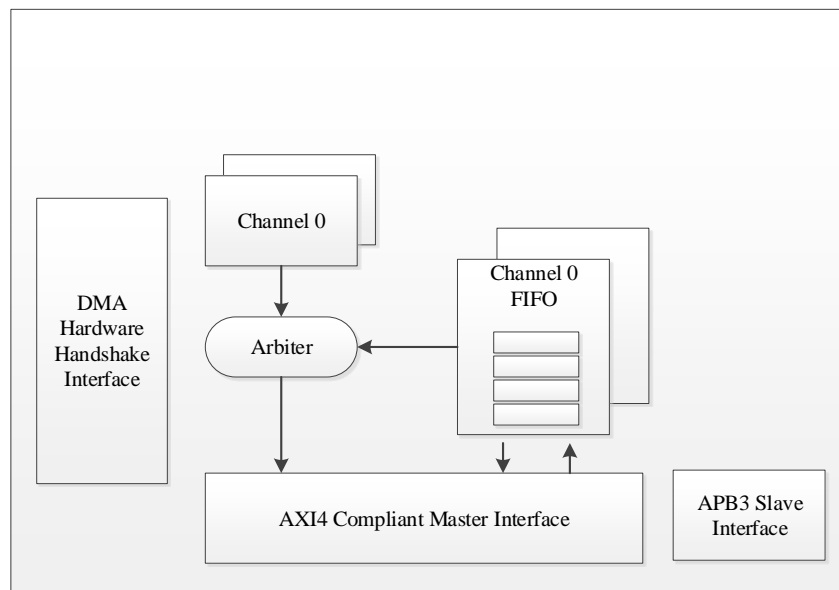 Channel 0
Channel 0
FIFO
DMA
Hardware
Handshake
Interface
Arbiter
AXI4 Compliant Master Interface
APB3 Slave
Interface